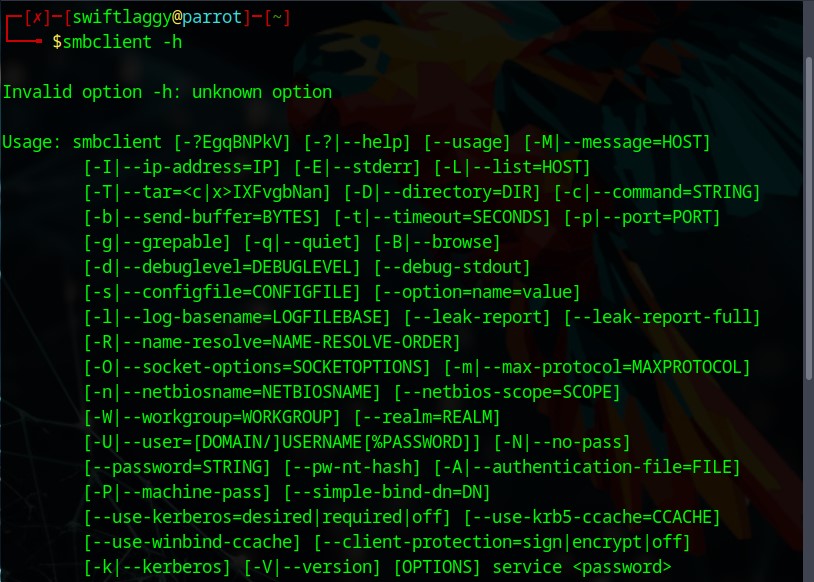 ┌─[✗]─[swiftlaggy@parrot]─[~]
└──╼ $smbclient -h
Invalid option -h: unknown option
Usage: smbclient [-?EgqBNPkV] [-?|--help] [--usage] [-M|--message=HOST]
[-I|--ip-address=IP] [-E|--stderr] [-L|--list=HOST]
[-T|--tar=<c|x>IXFvgbNan] [-D|--directory=DIR] [-c|--command=STRING]
[-b|--send-buffer=BYTES] [-t|--timeout=SECONDS] [-p|--port=PORT]
[-g|--grepable] [-q|--quiet] [-B|--browse]
[-d|--debuglevel=DEBUGLEVEL] [--debug-stdout]
[-s|--configfile=CONFIGFILE] [--option=name=value]
[-l|--log-basename=LOGFILEBASE] [--leak-report] [--leak-report-full]
[-R|--name-resolve=NAME-RESOLVE-ORDER]
[-O|--socket-options=SOCKETOPTIONS] [-m|--max-protocol=MAXPROTOCOL]
[-n|--netbiosname=NETBIOSNAME] [--netbios-scope=SCOPE]
[-W|--workgroup=WORKGROUP] [--realm=REALM]
[-U|--user=[DOMAIN/]USERNAME[%PASSWORD]] [-N|--no-pass]
[--password=STRING] [--pw-nt-hash] [-A|--authentication-file=FILE]
[-P|--machine-pass] [--simple-bind-dn=DN]
[--use-kerberos=desired|required|off] [--use-krb5-ccache=CCACHE]
[--use-winbind-ccache] [--client-protection=sign|encrypt|off]
[-k|--kerberos] [-V|--version] [OPTIONS] service <password>